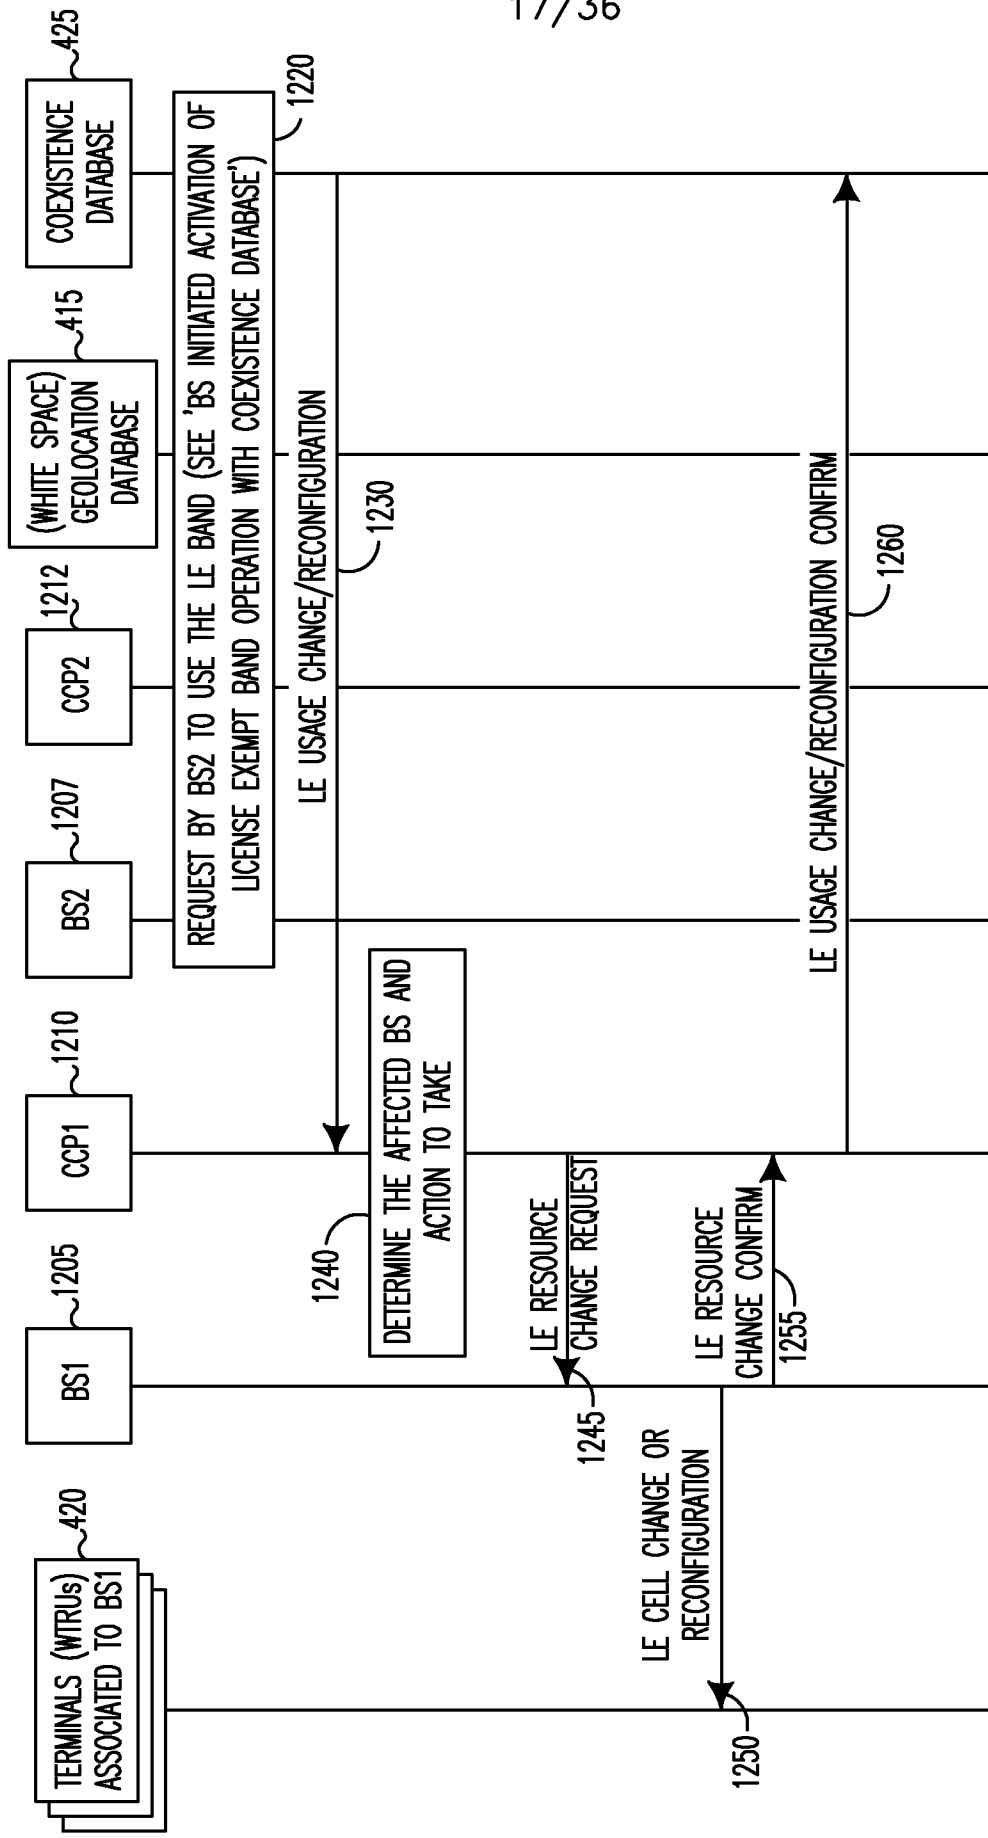 17/36
TERMINALS (WTRUs)
ASSOCIATED TO BS1
420
BS1
1205
CCP1
1210
BS2
1207
CCP2
1212
(WHITE SPACE)
GEOLOCATION
DATABASE
415
COEXISTENCE
DATABASE
425
REQUEST BY BS2 TO USE THE LE BAND (SEE 'BS INITIATED ACTIVATION OF
LICENSE EXEMPT BAND OPERATION WITH COEXISTENCE DATABASE')
1220
LE USAGE CHANGE/RECONFIGURATION
1230
1240
DETERMINE THE AFFECTED BS AND
ACTION TO TAKE
LE RESOURCE
CHANGE REQUEST
1245
LE CELL CHANGE OR
RECONFIGURATION
1250
LE RESOURCE
CHANGE CONFIRM
1255
LE USAGE CHANGE/RECONFIGURATION CONFIRM
1260